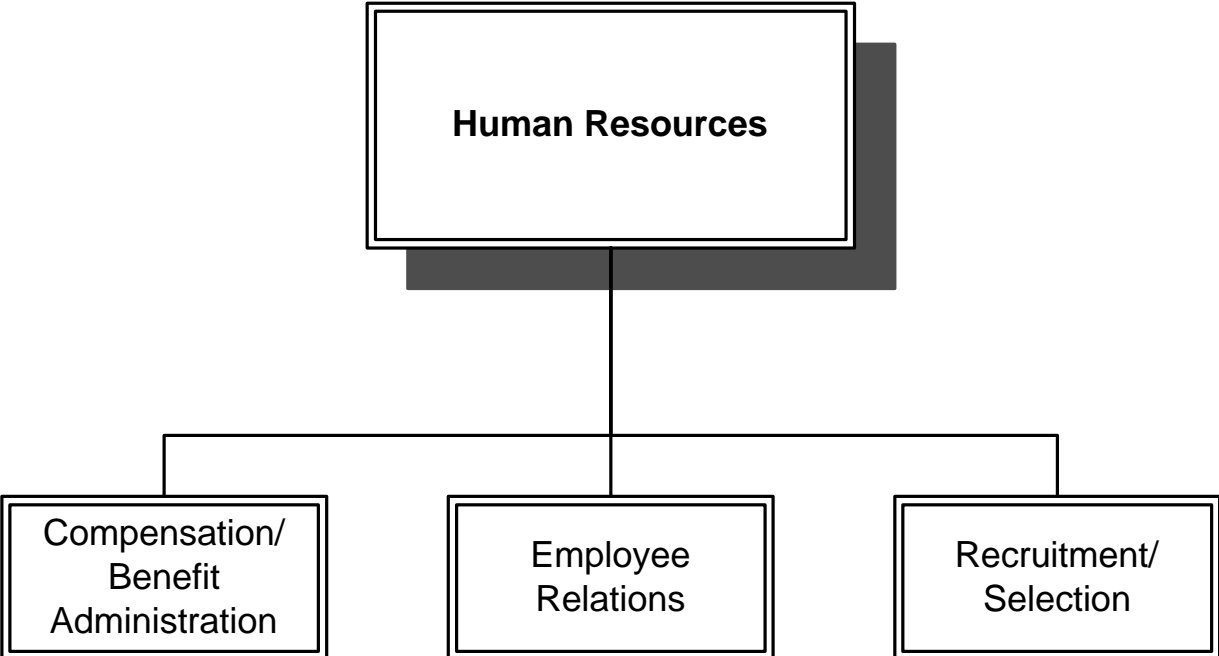 Human Resources
Compensation/
Benefit
Administration
Employee
Relations
Recruitment/
Selection